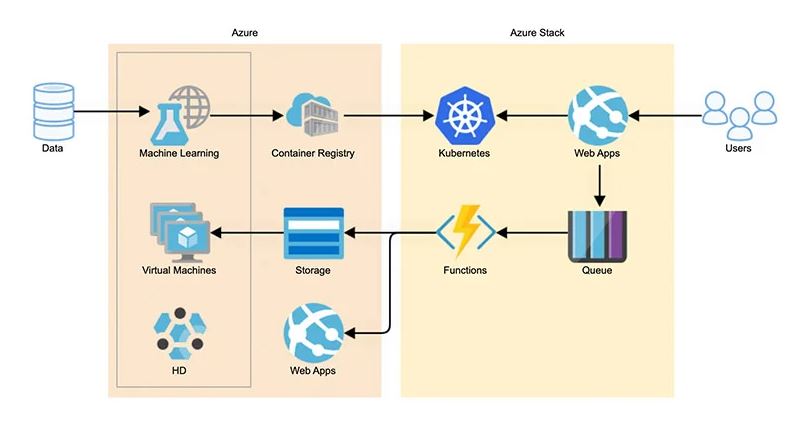 Azure
Azure Stack
Data
Machine Learning
Container Registry
Kubernetes
Web Apps
Users
Virtual Machines
Storage
Functions
Queue
HD
Web Apps